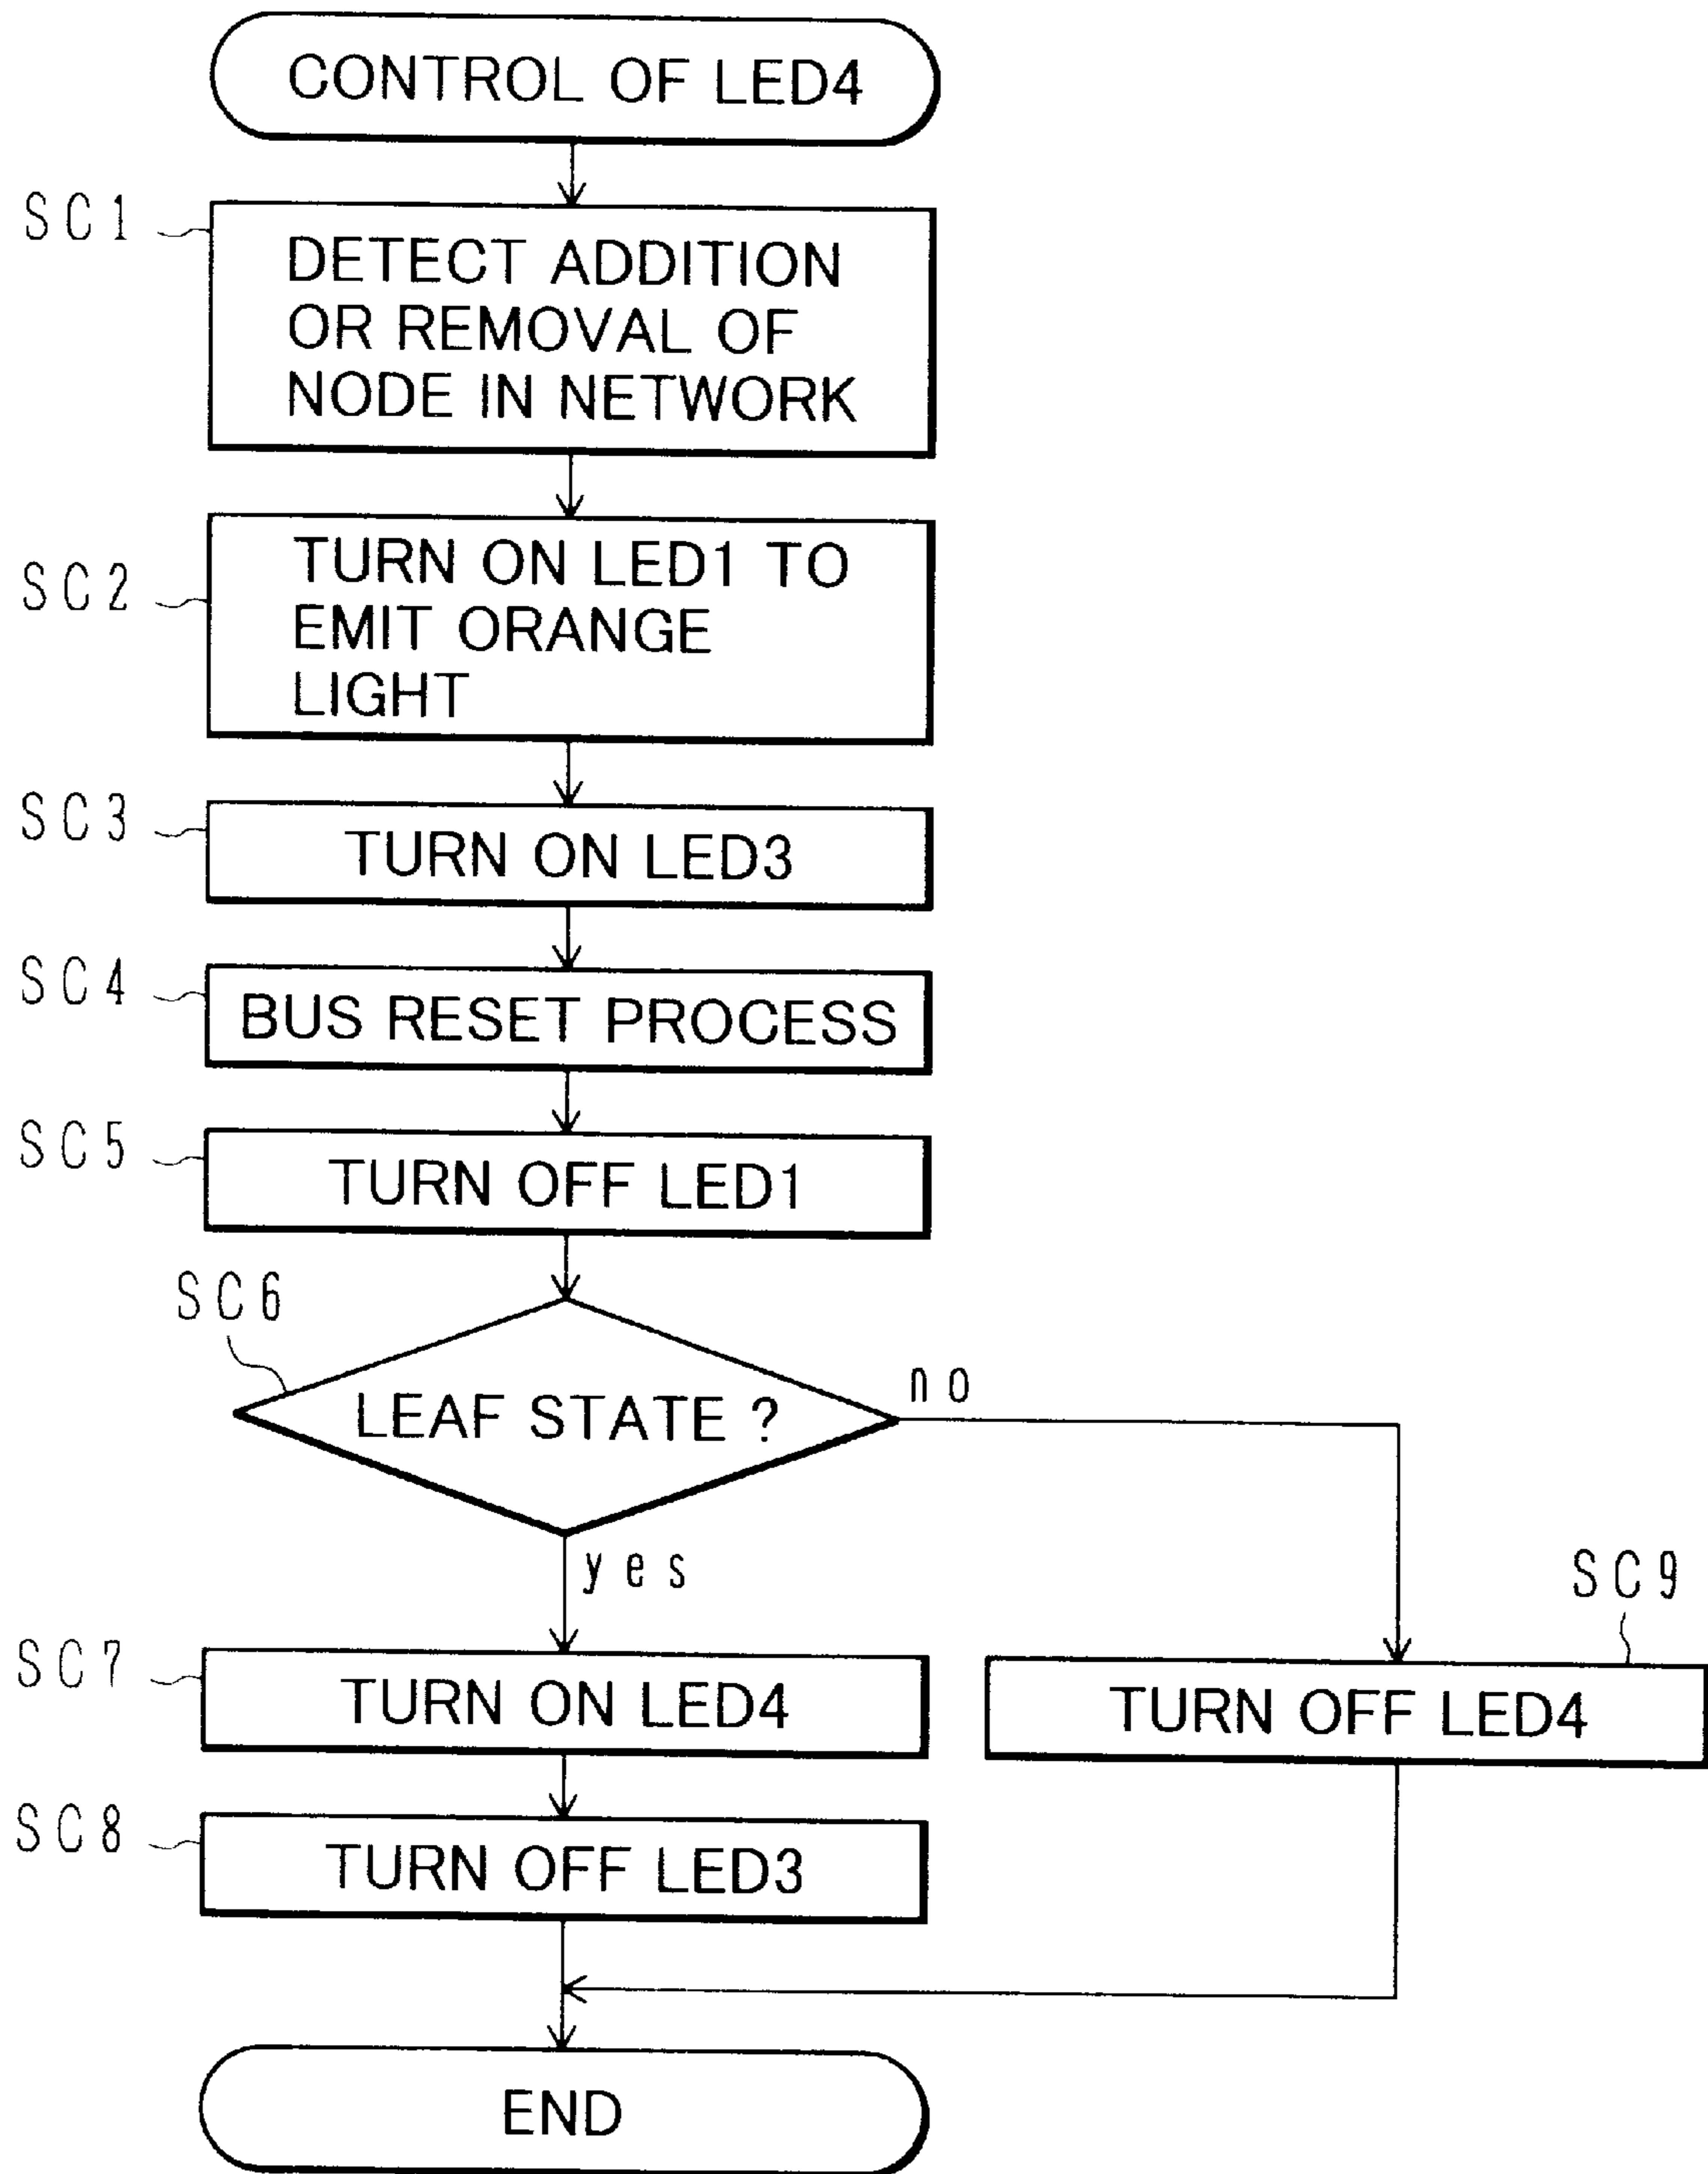 CONTROL OF LED4
SC1
DETECT ADDITION
OR REMOVAL OF
NODE IN NETWORK
SC2
TURN ON LED1 TO
EMIT ORANGE
LIGHT
SC3
TURN ON LED3
SC4
BUS RESET PROCESS
SC5
TURN OFF LED1
SC6
LEAF STATE ?
no
yes
SC7
TURN ON LED4
SC9
TURN OFF LED4
SC8
TURN OFF LED3
END